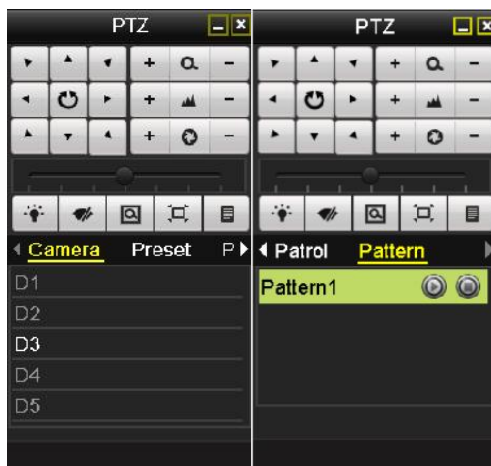 PTZ
Camera Preset P
D1
D2
D3
D4
D5
PTZ
Patrol Pattern
Pattern1